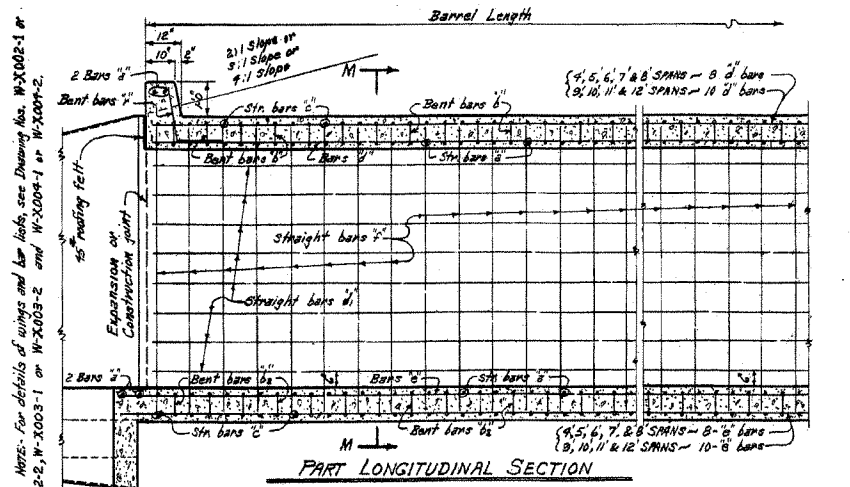 Barrel Length
12"
10"
2"
2:1 Slope or
3:1 Slope or
4:1 Slope
M
2 Bars "a"
Bent bars "r"
Str. bars "c"
Bent bars "b"
{4', 5', 6', 7' & 8' SPANS ~ 8 "d" bars
{9', 10', 11' & 12' SPANS ~ 10 "d" bars
Bent bars "b"
Bars "d"
Str. bars "a"
45# roofing felt
Expansion or
Construction joint
Straight bars "f"
Straight bars "d1"
2 Bars "a"
Bent bars "b2"
Bars "e"
Str. bars "a"
Str. bars "c"
Bent bars "b2"
{4', 5', 6', 7' & 8' SPANS ~ 8 - "e" bars
{9', 10', 11' & 12' SPANS ~ 10 - "e" bars
M
PART LONGITUDINAL SECTION
NOTE:- For details of wings and bar lists, see Drawing Nos. W-X002-1 or
2-2, W-X003-1 or W-X003-2 and W-X004-1 or W-X004-2.